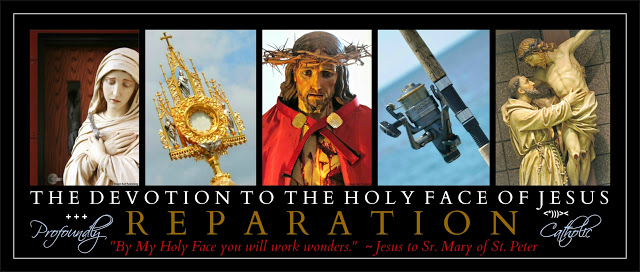 THE DEVOTION TO THE HOLY FACE OF JESUS
+++ <*)))><
Profoundly REPARATION Catholic
"By My Holy Face you will work wonders." ~ Jesus to Sr. Mary of St. Peter